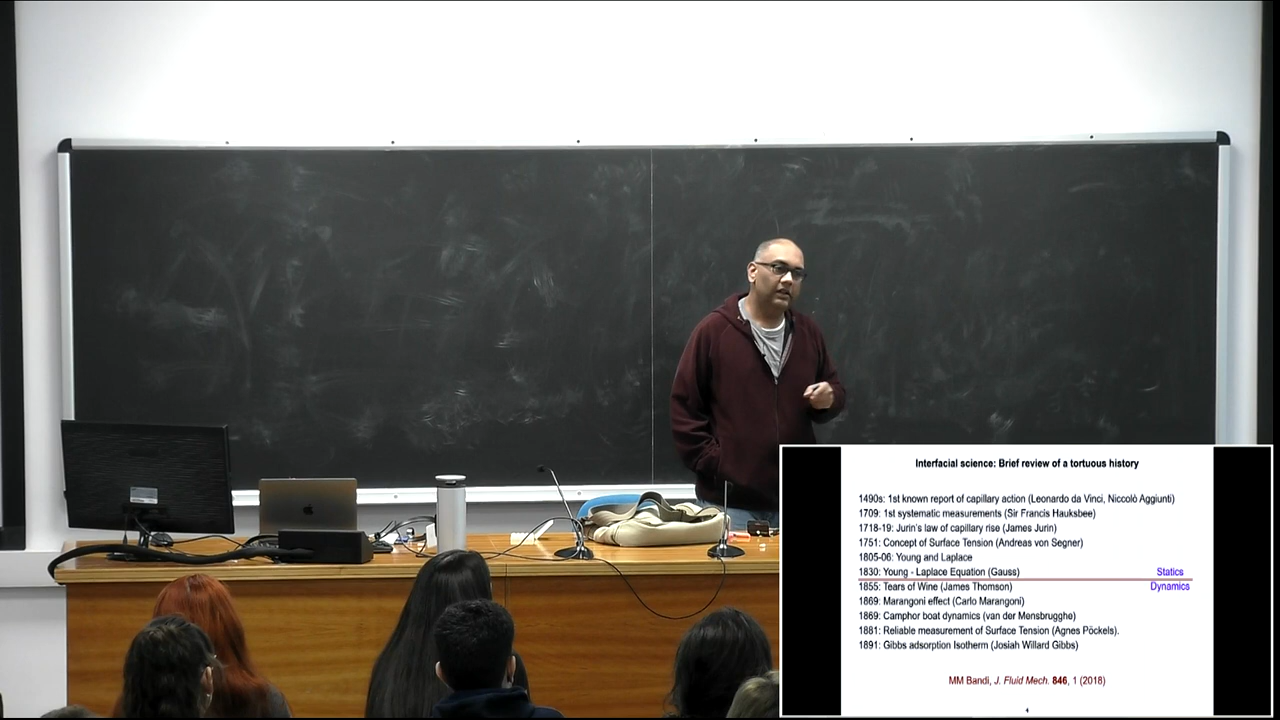 Interfacial science: Brief review of a tortuous history
1490s: 1st known report of capillary action (Leonardo da Vinci, Niccolò Aggiunti)
1709: 1st systematic measurements (Sir Francis Hauksbee)
1718-19: Jurin's law of capillary rise (James Jurin)
1751: Concept of Surface Tension (Andreas von Segner)
1805-06: Young and Laplace
1830: Young - Laplace Equation (Gauss) Statics
1855: Tears of Wine (James Thomson) Dynamics
1869: Marangoni effect (Carlo Marangoni)
1869: Camphor boat dynamics (van der Mensbrugghe)
1881: Reliable measurement of Surface Tension (Agnes Pöckels).
1891: Gibbs adsorption Isotherm (Josiah Willard Gibbs)
MM Bandi, J. Fluid Mech. 846, 1 (2018)
4